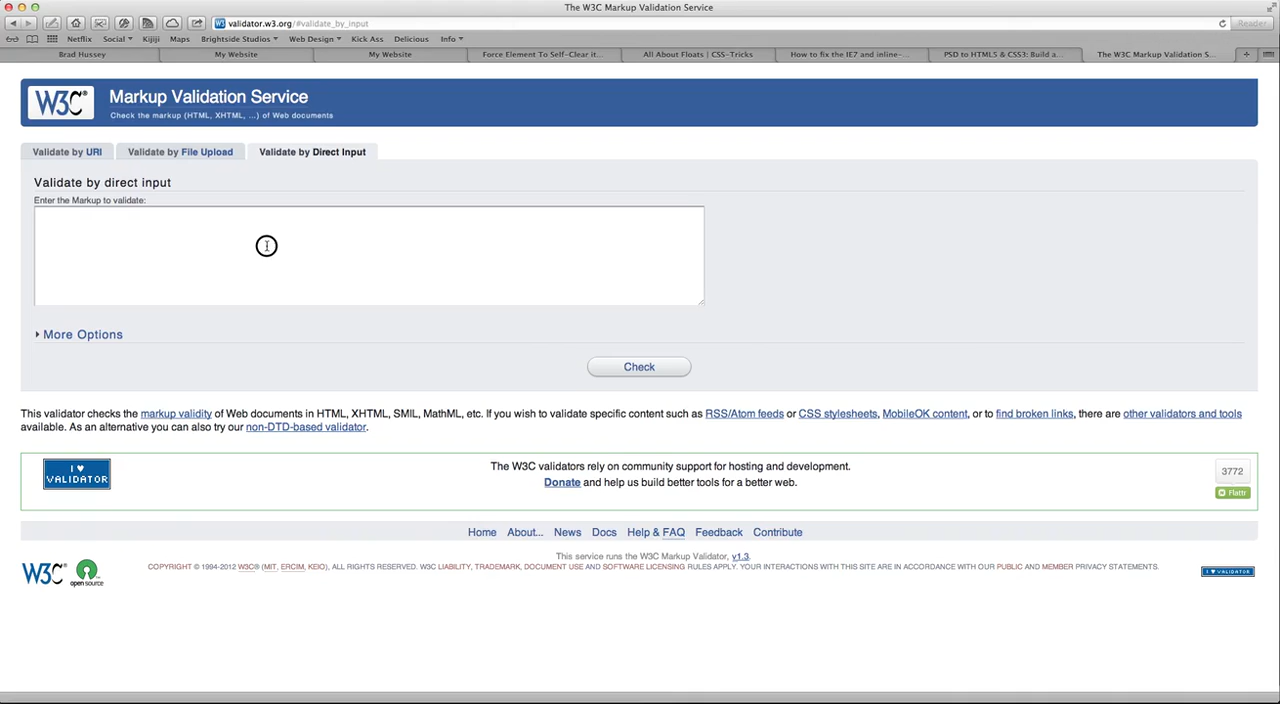 The W3C Markup Validation Service
validator.w3.org/#validate_by_input
Reader
Netflix Social Kijiji Maps Brightside Studios Web Design Kick Ass Delicious Info
Brad Hussey My Website My Website Force Element To Self-Clear it... All About Floats | CSS-Tricks How to fix the IE7 and inline-... PSD to HTML5 & CSS3: Build a... The W3C Markup Validation S... +
W3C® Markup Validation Service
Check the markup (HTML, XHTML, ...) of Web documents
Validate by URI Validate by File Upload Validate by Direct Input
Validate by direct input
Enter the Markup to validate:
More Options
Check
This validator checks the markup validity of Web documents in HTML, XHTML, SMIL, MathML, etc. If you wish to validate specific content such as RSS/Atom feeds or CSS stylesheets, MobileOK content, or to find broken links, there are other validators and tools
available. As an alternative you can also try our non-DTD-based validator.
I ♥
VALIDATOR
The W3C validators rely on community support for hosting and development.
Donate and help us build better tools for a better web.
3772
Flattr
Home About... News Docs Help & FAQ Feedback Contribute
This service runs the W3C Markup Validator, v1.3.
W3C® open source
COPYRIGHT © 1994-2012 W3C® (MIT, ERCIM, KEIO), ALL RIGHTS RESERVED. W3C LIABILITY, TRADEMARK, DOCUMENT USE AND SOFTWARE LICENSING RULES APPLY. YOUR INTERACTIONS WITH THIS SITE ARE IN ACCORDANCE WITH OUR PUBLIC AND MEMBER PRIVACY STATEMENTS.
I ♥ VALIDATOR